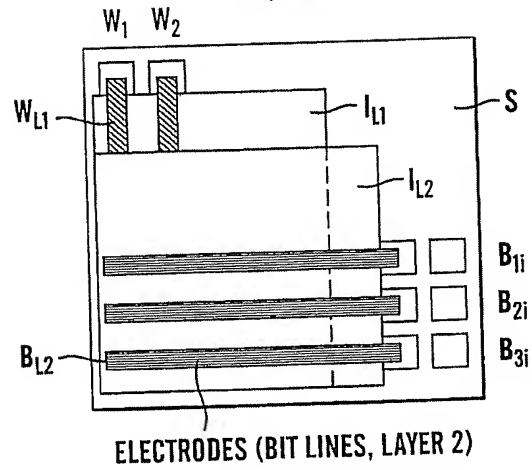 W1 W2
WL1
IL1
S
IL2
B1i
B2i
B3i
BL2
ELECTRODES (BIT LINES, LAYER 2)